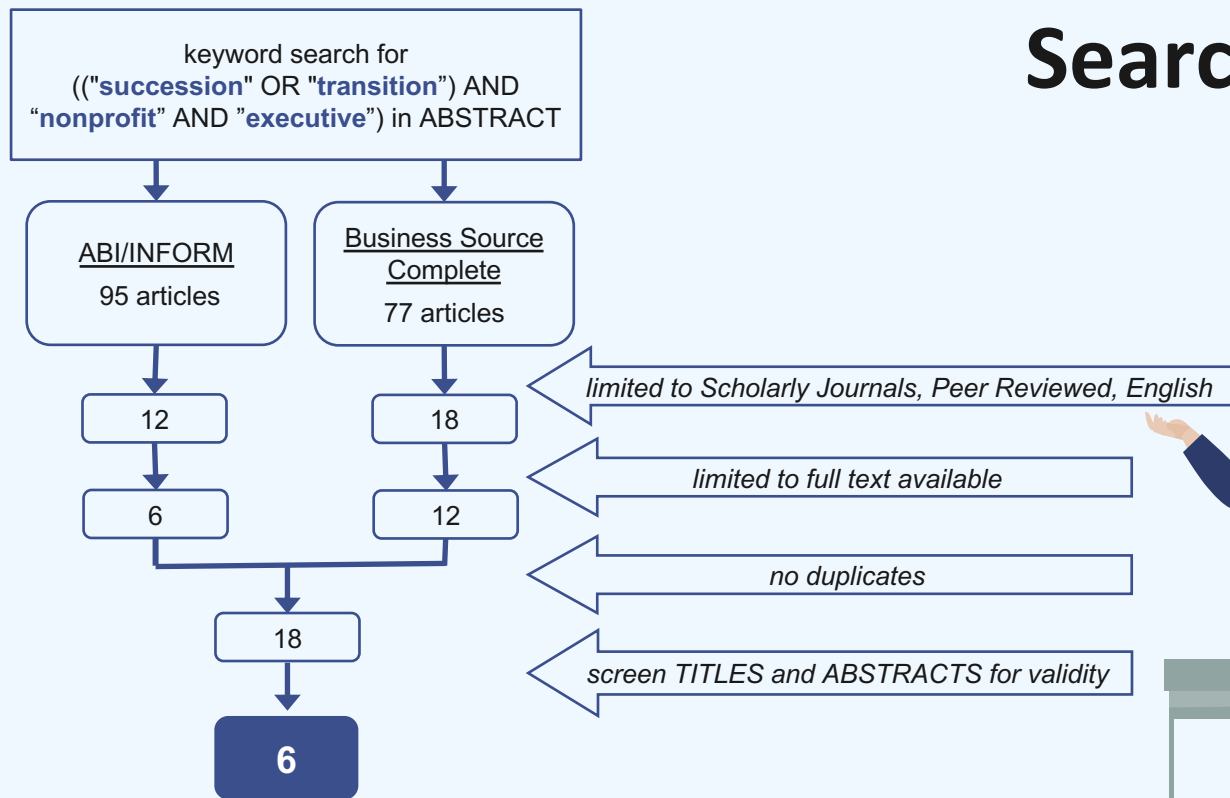 Searc
keyword search for
(("succession" OR "transition”) AND
“nonprofit” AND ”executive”) in ABSTRACT
ABI/INFORM
95 articles
Business Source
Complete
77 articles
limited to Scholarly Journals, Peer Reviewed, English
12
18
limited to full text available
6
12
no duplicates
18
screen TITLES and ABSTRACTS for validity
6